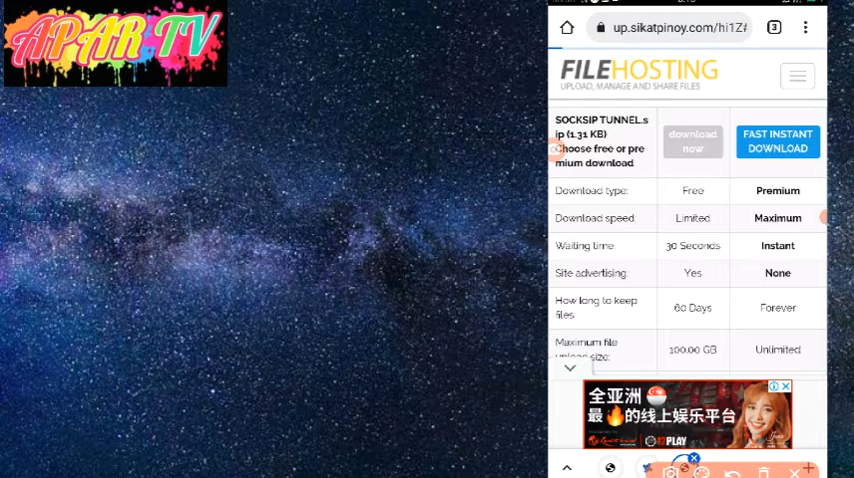 APAR TV
up.sikatpinoy.com/hi1Z
3
FILEHOSTING
UPLOAD, MANAGE AND SHARE FILES
SOCKSIP TUNNEL.s
ip (1.31 KB)
Choose free or pre
mium download
download
now
FAST INSTANT
DOWNLOAD
Download type: Free Premium
Download speed: Limited Maximum
Waiting time 30 Seconds Instant
Site advertising: Yes None
How long to keep
files: 60 Days Forever
Maximum file
upload size: 100.00 GB Unlimited
全亚洲
最🔥的线上娱乐平台
12PLAY